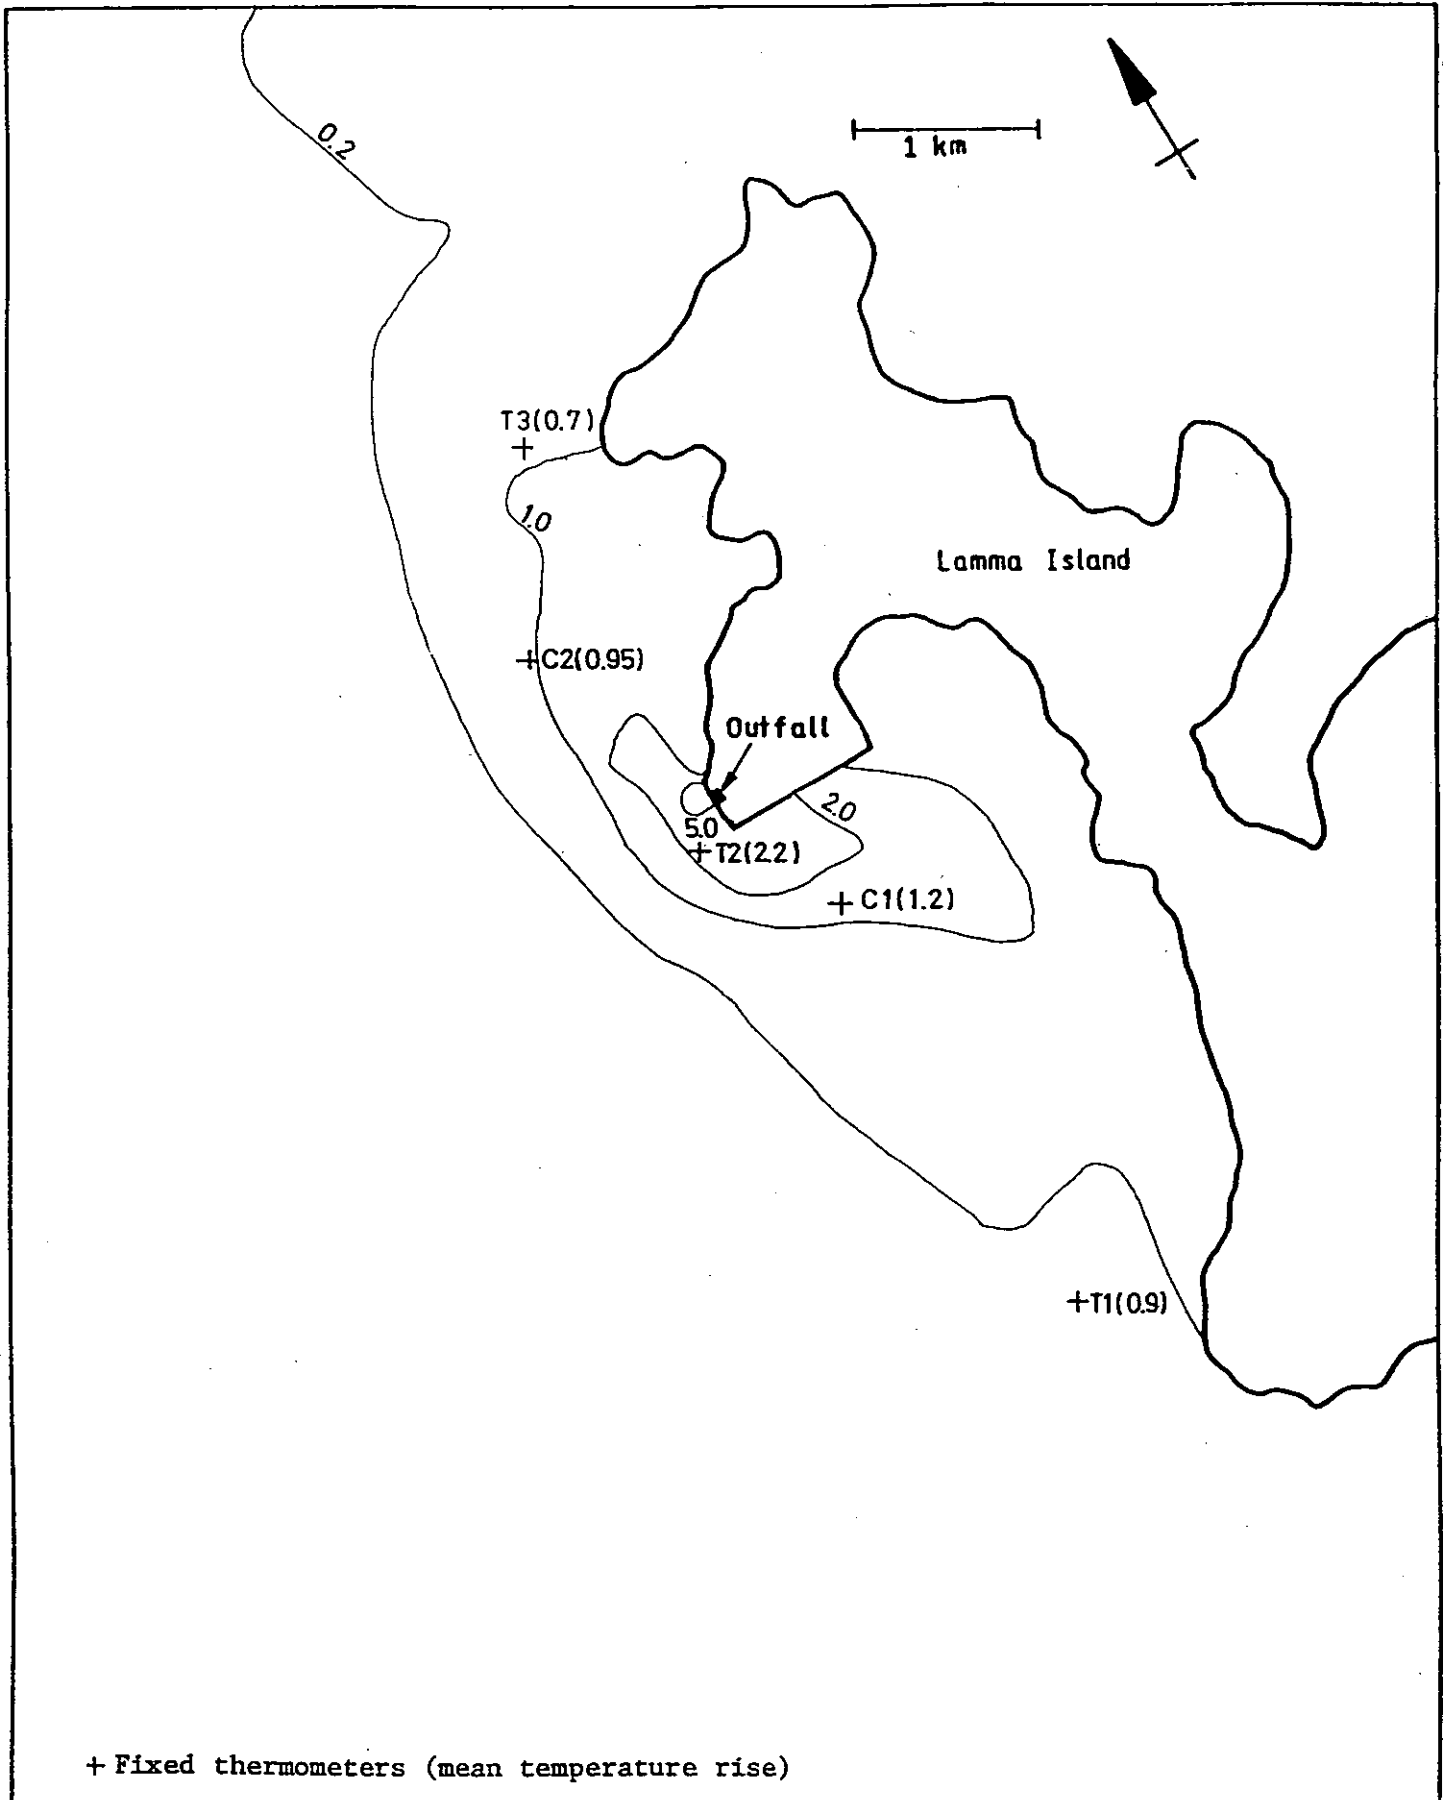 0.2
1 km
T3(0.7)
1.0
Lamma Island
C2(0.95)
Outfall
2.0
5.0
T2(2.2)
C1(1.2)
T1(0.9)
+ Fixed thermometers (mean temperature rise)